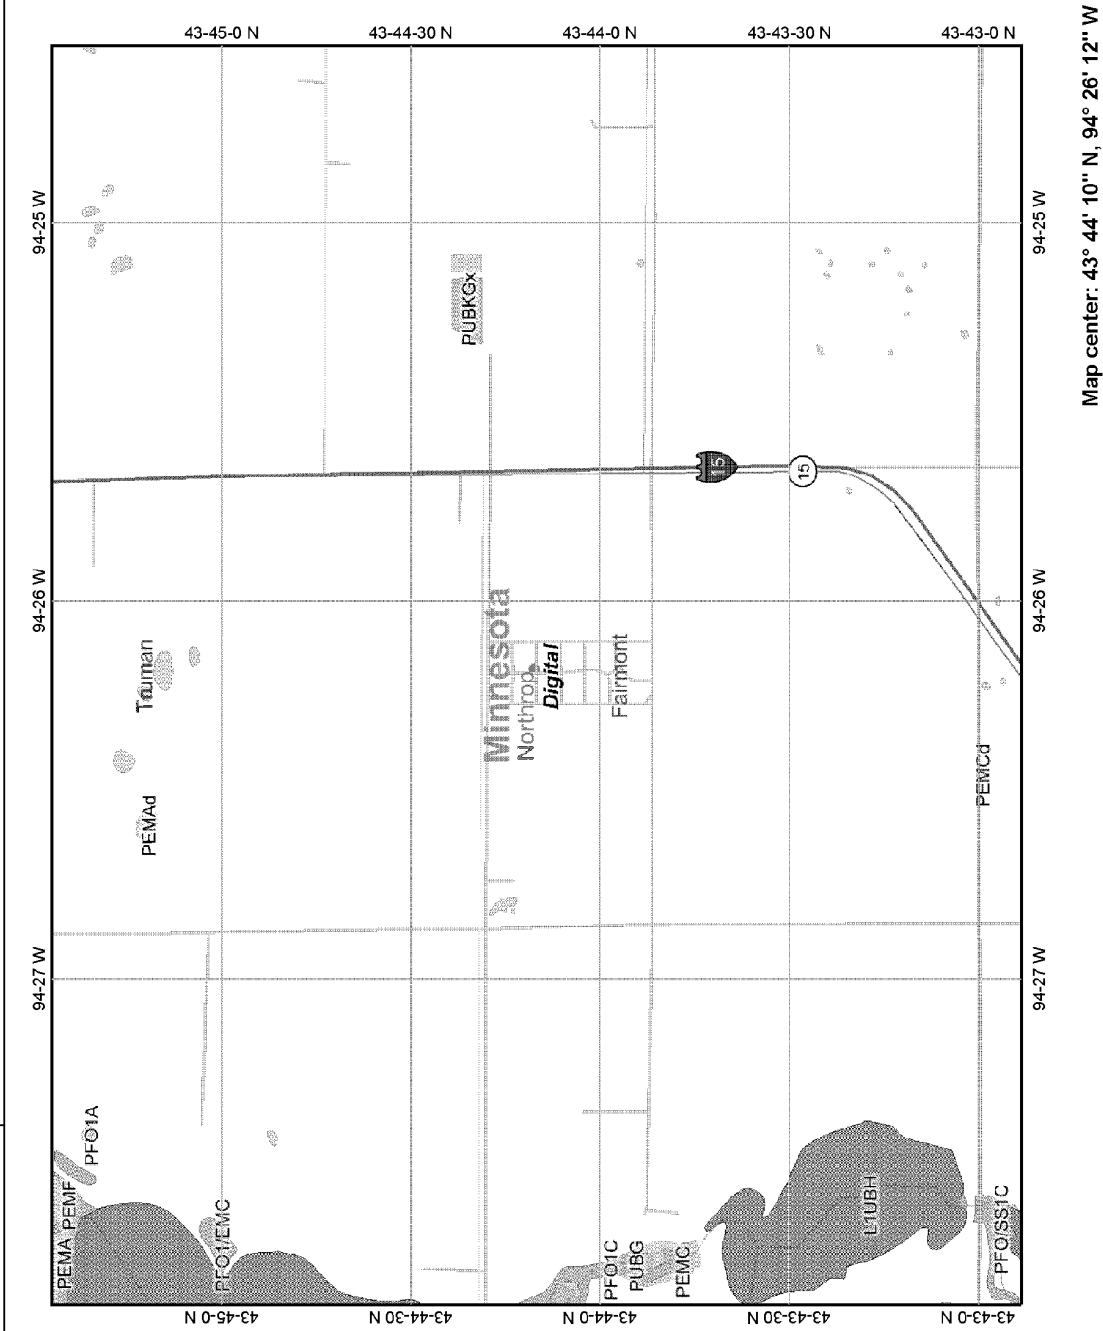 43-45-0 N
43-44-30 N
43-44-0 N
43-43-30 N
43-43-0 N
94-25 W
94-25 W
PUBKGx
15
15
94-26 W
94-26 W
Truman
Minnesota
Northrop
Digital
Fairmont
PEMAd
PEMCd
94-27 W
94-27 W
PFO1A
PEMA
PEMF
PFO1/EMC
PFO1C
PUBG
PEMC
L1UBH
PFO/SS1C
43-45-0 N
43-44-30 N
43-44-0 N
43-43-30 N
43-43-0 N
Map center: 43° 44' 10" N, 94° 26' 12" W